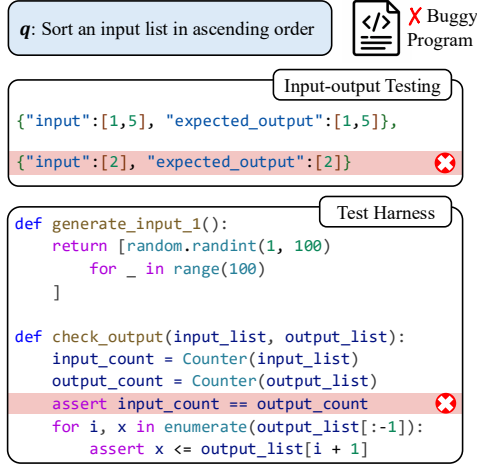 q: Sort an input list in ascending order
</>
✗ Buggy
Program
Input-output Testing
{"input":[1,5], "expected_output":[1,5]},
{"input":[2], "expected_output":[2]}
Test Harness
def generate_input_1():
    return [random.randint(1, 100)
        for _ in range(100)
    ]
def check_output(input_list, output_list):
    input_count = Counter(input_list)
    output_count = Counter(output_list)
    assert input_count == output_count
    for i, x in enumerate(output_list[:-1]):
        assert x <= output_list[i + 1]